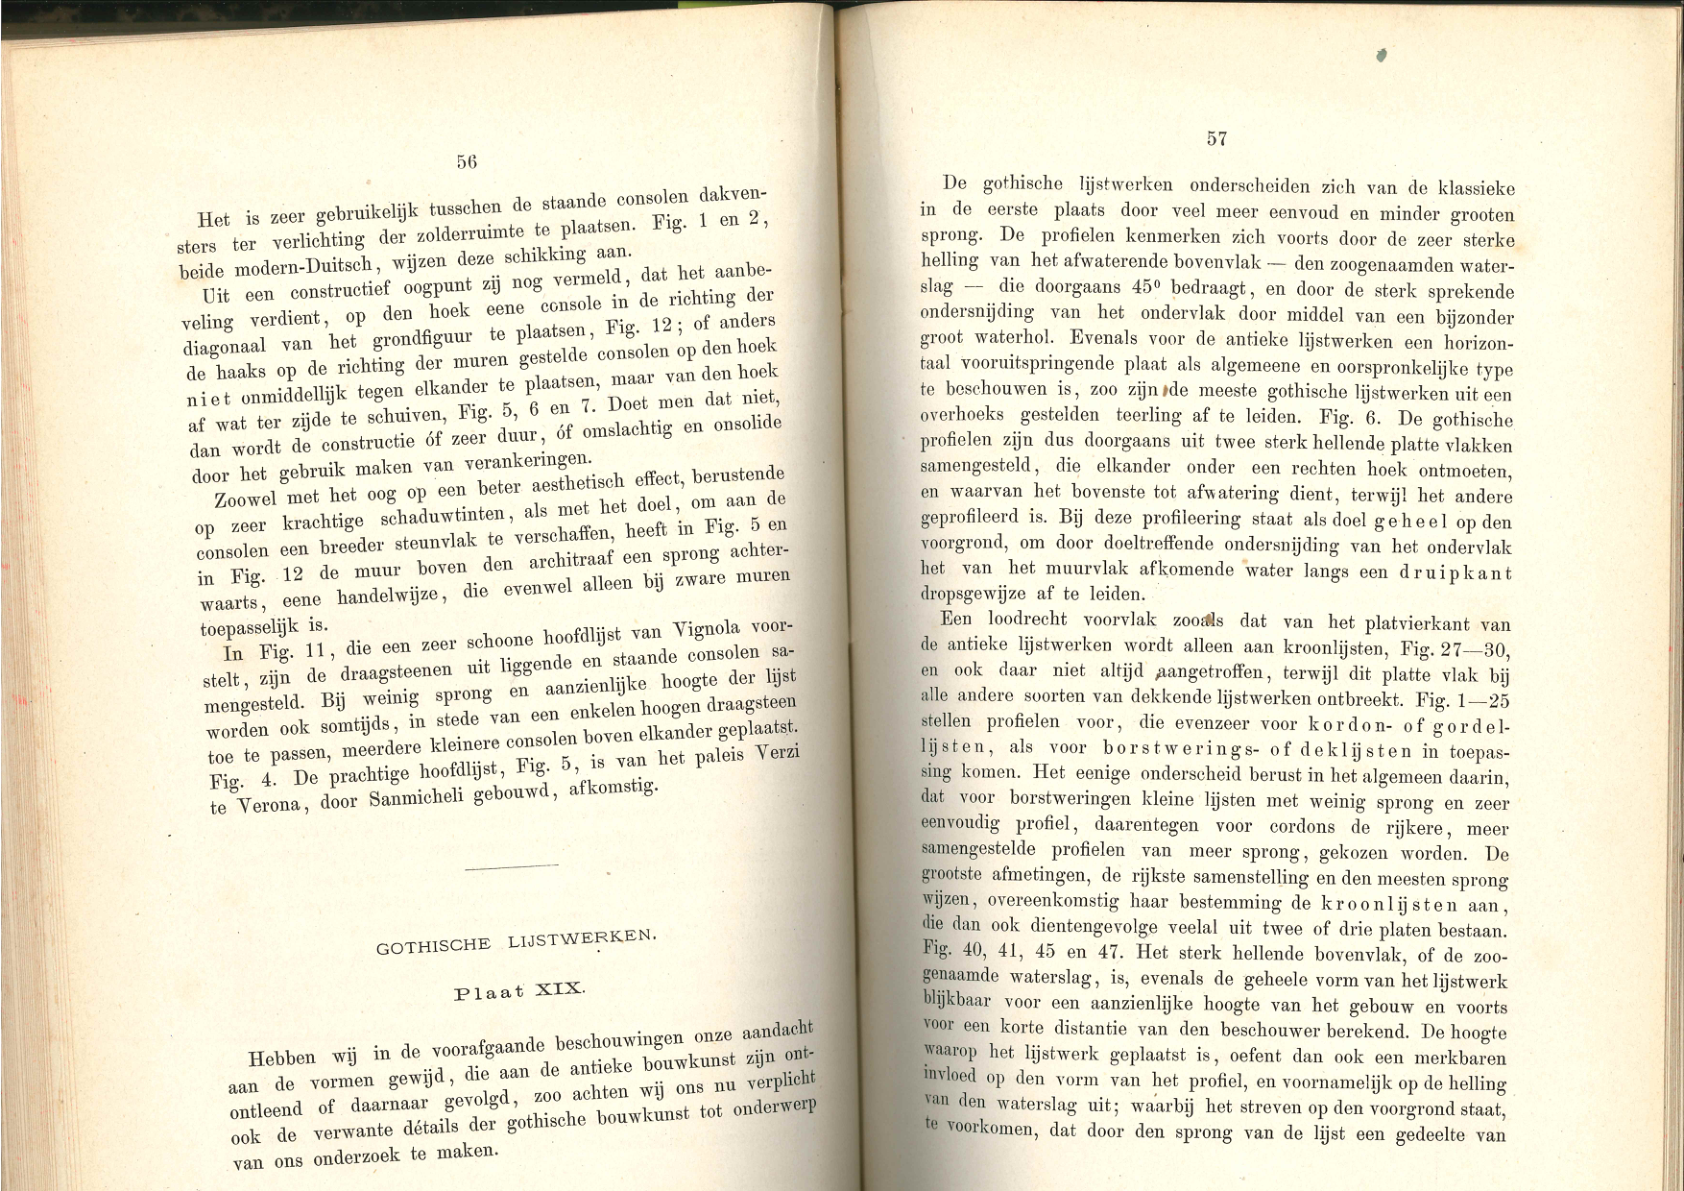 56
Het is zeer gebruikelijk tusschen de staande consolen dakven-
sters ter verlichting der zolderruimte te plaatsen. Fig. 1 en 2,
beide modern-Duitsch, wijzen deze schikking aan.
Uit een constructief oogpunt zij nog vermeld, dat het aanbe-
veling verdient, op den hoek eene console in de richting der
diagonaal van het grondfiguur te plaatsen, Fig. 12; of anders
de haaks op de richting der muren gestelde consolen op den hoek
niet onmiddellijk tegen elkander te plaatsen, maar van den hoek
af wat ter zijde te schuiven, Fig. 5, 6 en 7. Doet men dat niet,
dan wordt de constructie óf zeer duur, óf omslachtig en onsolide
door het gebruik maken van verankeringen.
Zoowel met het oog op een beter aesthetisch effect, berustende
op zeer krachtige schaduwtinten, als met het doel, om aan de
consolen een breeder steunvlak te verschaffen, heeft in Fig. 5 en
in Fig. 12 de muur boven den architraaf een sprong achter-
waarts, eene handelwijze, die evenwel alleen bij zware muren
toepasselijk is.
In Fig. 11, die een zeer schoone hoofdlijst van Vignola voor-
stelt, zijn de draagsteenen uit liggende en staande consolen sa-
mengesteld. Bij weinig sprong en aanzienlijke hoogte der lijst
worden ook somtijds, in stede van een enkelen hoogen draagsteen
toe te passen, meerdere kleinere consolen boven elkander geplaatst.
Fig. 4. De prachtige hoofdlijst, Fig. 5, is van het paleis Verzi
te Verona, door Sanmicheli gebouwd, afkomstig.
GOTHISCHE LIJSTWERKEN.
Plaat XIX.
Hebben wij in de voorafgaande beschouwingen onze aandacht
aan de vormen gewijd, die aan de antieke bouwkunst zijn ont-
ontleend of daarnaar gevolgd, zoo achten wij ons nu verplicht
ook de verwante détails der gothische bouwkunst tot onderwerp
van ons onderzoek te maken.
57
De gothische lijstwerken onderscheiden zich van de klassieke
in de eerste plaats door veel meer eenvoud en minder grooten
sprong. De profielen kenmerken zich voorts door de zeer sterke
helling van het afwaterende bovenvlak — den zoogenaamden water-
slag — die doorgaans 45⁰ bedraagt, en door de sterk sprekende
ondersnijding van het ondervlak door middel van een bijzonder
groot waterhol. Evenals voor de antieke lijstwerken een horizon-
taal vooruitspringende plaat als algemeene en oorspronkelijke type
te beschouwen is, zoo zijn de meeste gothische lijstwerken uit een
overhoeks gestelden teerling af te leiden. Fig. 6. De gothische
profielen zijn dus doorgaans uit twee sterk hellende platte vlakken
samengesteld, die elkander onder een rechten hoek ontmoeten,
en waarvan het bovenste tot afwatering dient, terwijl het andere
geprofileerd is. Bij deze profileering staat als doel geheel op den
voorgrond, om door doeltreffende ondersnijding van het ondervlak
het van het muurvlak afkomende water langs een druipkant
dropsgewijze af te leiden.
Een loodrecht voorvlak zooals dat van het platvierkant van
de antieke lijstwerken wordt alleen aan kroonlijsten, Fig. 27—30,
en ook daar niet altijd aangetroffen, terwijl dit platte vlak bij
alle andere soorten van dekkende lijstwerken ontbreekt. Fig. 1—25
stellen profielen voor, die evenzeer voor kordon- of gordel-
lijsten, als voor borstwerings- of deklijsten in toepas-
sing komen. Het eenige onderscheid berust in het algemeen daarin,
dat voor borstweringen kleine lijsten met weinig sprong en zeer
eenvoudig profiel, daarentegen voor cordons de rijkere, meer
samengestelde profielen van meer sprong, gekozen worden. De
grootste afmetingen, de rijkste samenstelling en den meesten sprong
wijzen, overeenkomstig haar bestemming de kroonlijsten aan,
die dan ook dientengevolge veelal uit twee of drie platen bestaan.
Fig. 40, 41, 45 en 47. Het sterk hellende bovenvlak, of de zoo-
genaamde waterslag, is, evenals de geheele vorm van het lijstwerk
blijkbaar voor een aanzienlijke hoogte van het gebouw en voorts
voor een korte distantie van den beschouwer berekend. De hoogte
waarop het lijstwerk geplaatst is, oefent dan ook een merkbaren
invloed op den vorm van het profiel, en voornamelijk op de helling
van den waterslag uit; waarbij het streven op den voorgrond staat,
te voorkomen, dat door den sprong van de lijst een gedeelte van